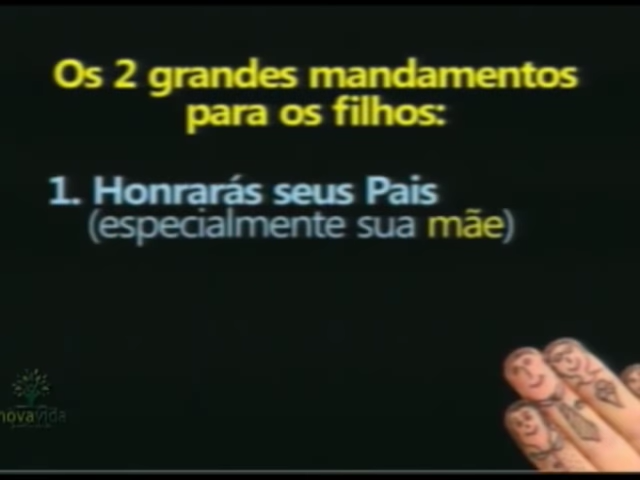 Os 2 grandes mandamentos
para os filhos:
1. Honrarás seus Pais
(especialmente sua mãe)
novavida